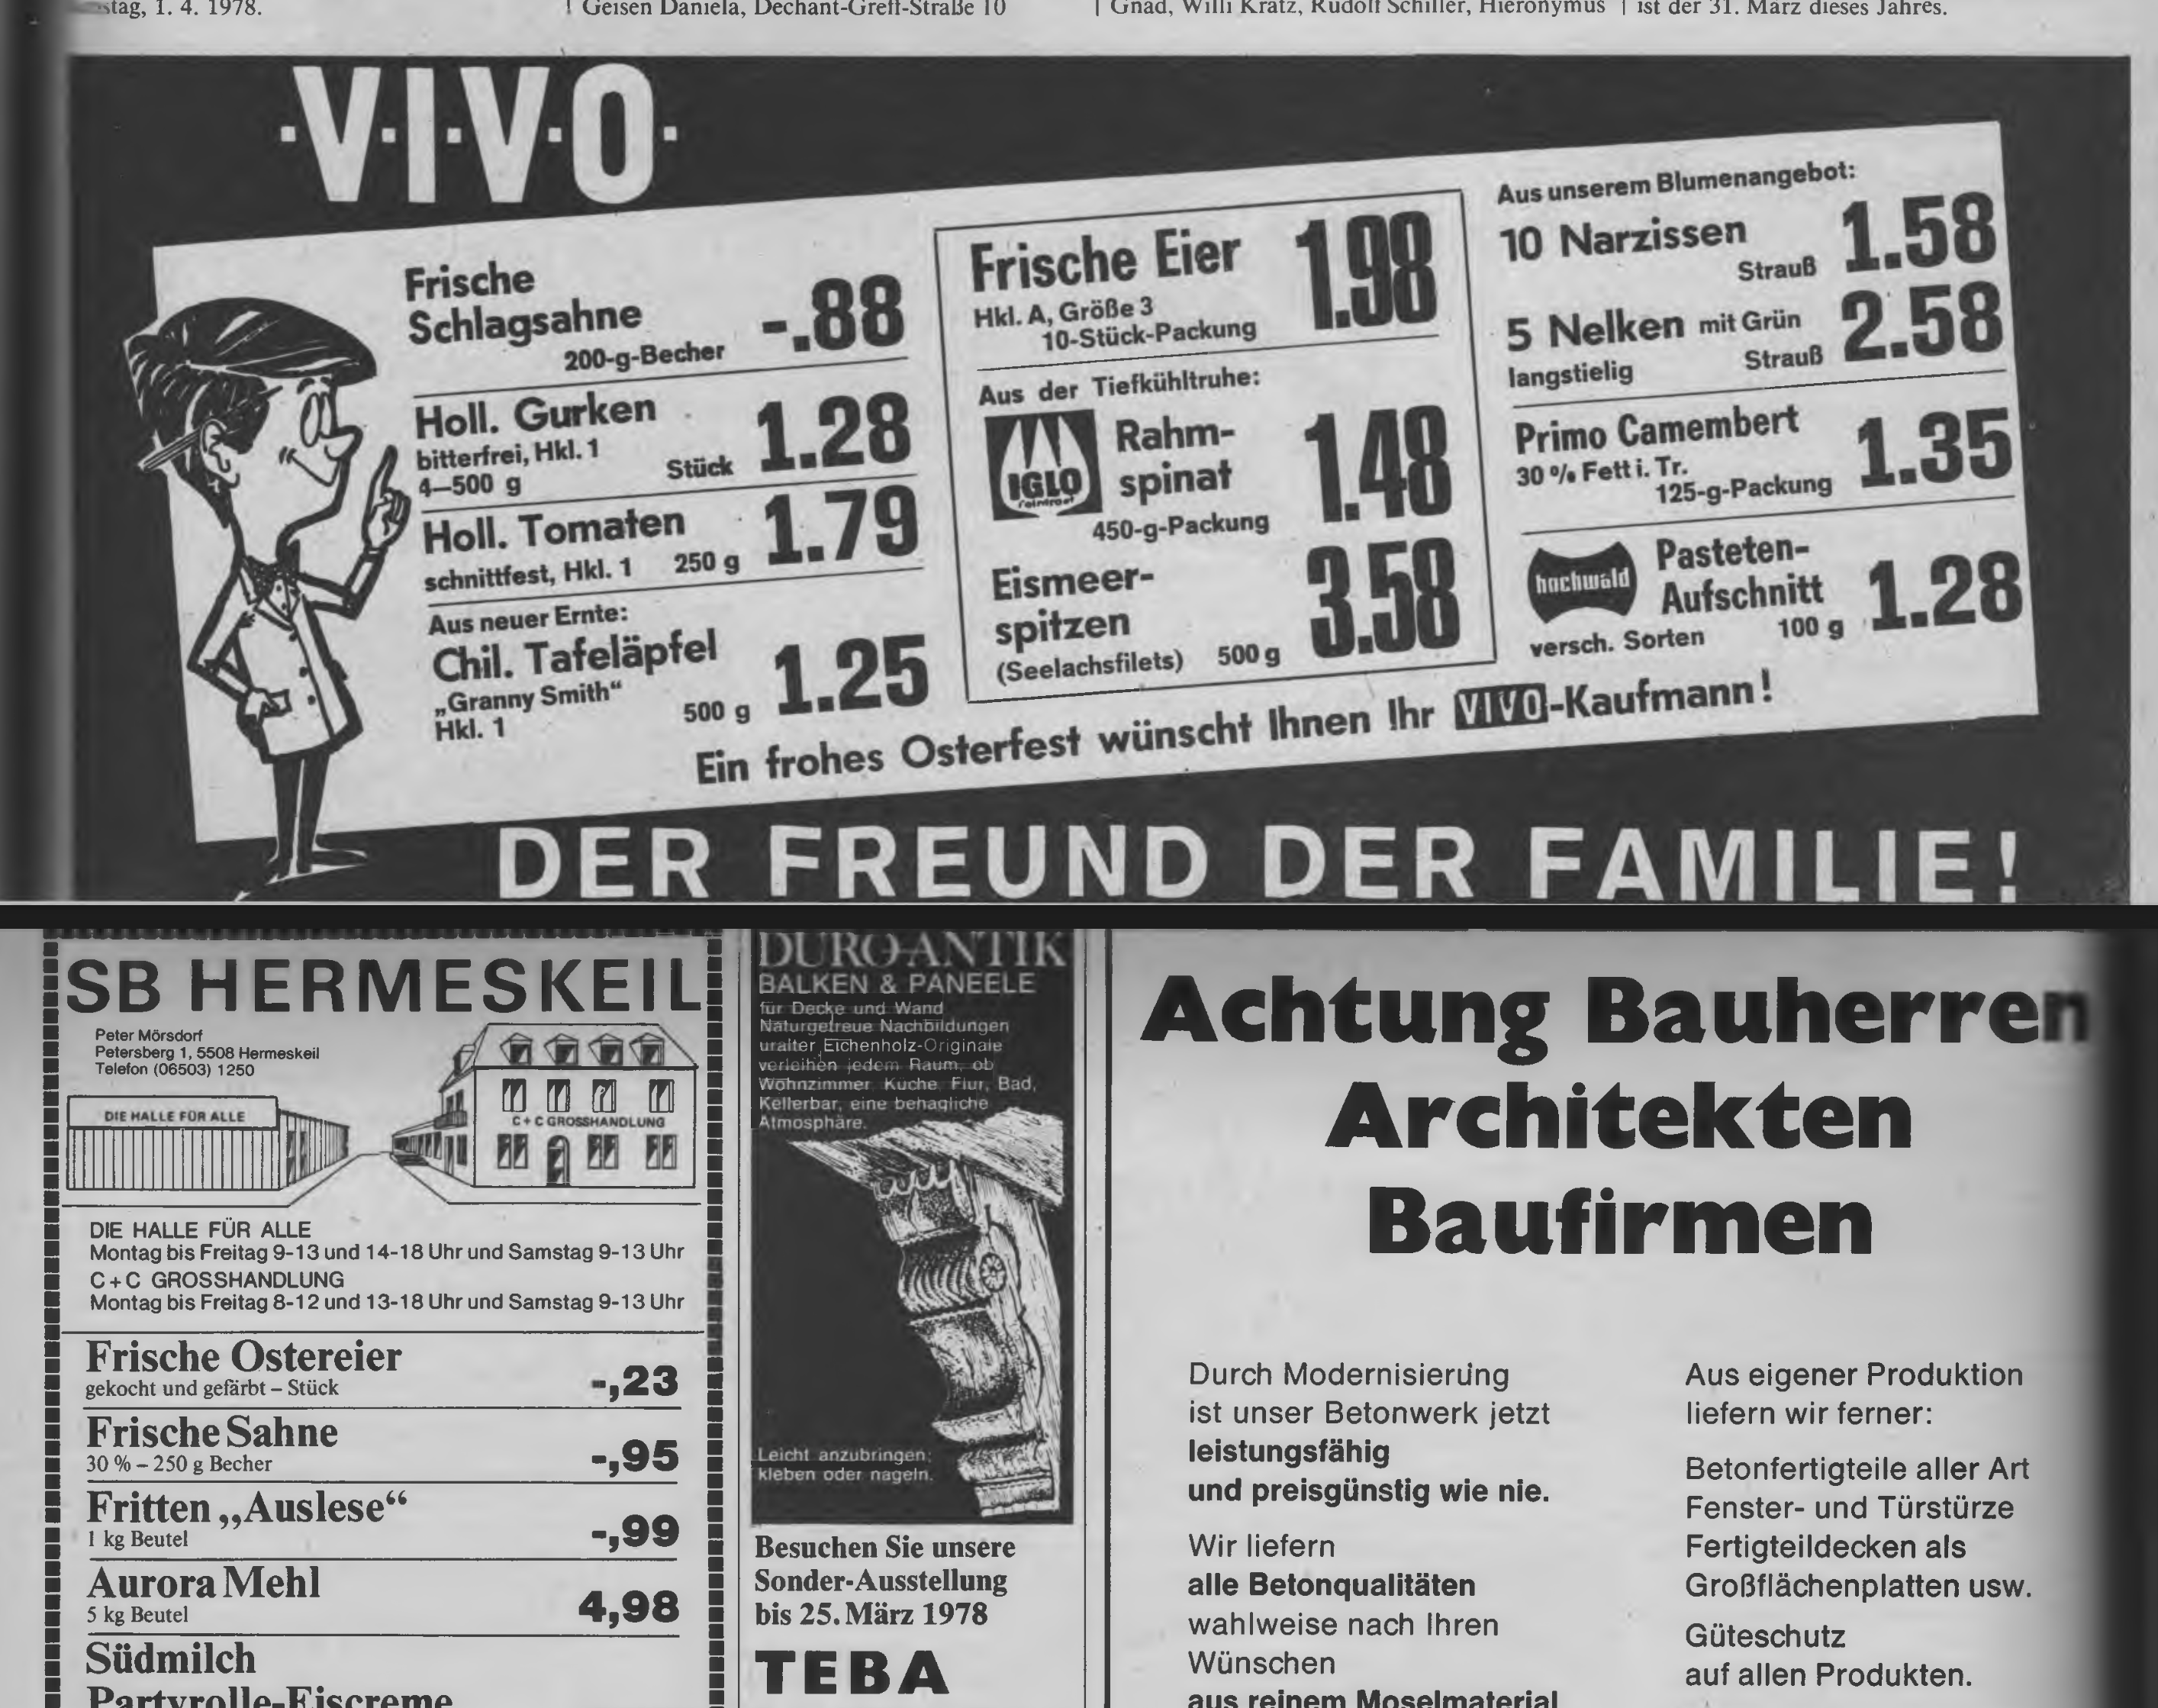 stag, 1. 4. 1978.
Geisen Daniela, Dechant-Greff-Straße 10
Gnad, Willi Kratz, Rudolf Schiller, Hieronymus
ist der 31. März dieses Jahres.
·V·I·V·O·
Frische
Schlagsahne
200-g-Becher
-.88
Holl. Gurken
bitterfrei, Hkl. 1
4–500 g
Stück
1.28
Holl. Tomaten
schnittfest, Hkl. 1 250 g
1.79
Aus neuer Ernte:
Chil. Tafeläpfel
„Granny Smith“
Hkl. 1
500 g
1.25
Frische Eier
Hkl. A, Größe 3
10-Stück-Packung
1.98
Aus der Tiefkühltruhe:
IGLO
Rahm-
spinat
450-g-Packung
1.48
Eismeer-
spitzen
(Seelachsfilets) 500 g
3.58
Aus unserem Blumenangebot:
10 Narzissen
Strauß
1.58
5 Nelken mit Grün
langstielig Strauß
2.58
Primo Camembert
30 % Fett i. Tr.
125-g-Packung
1.35
hochwald
Pasteten-
Aufschnitt
versch. Sorten 100 g
1.28
Ein frohes Osterfest wünscht Ihnen Ihr VIVO-Kaufmann!
DER FREUND DER FAMILIE!
SB HERMESKEIL
Peter Mörsdorf
Petersberg 1, 5508 Hermeskeil
Telefon (06503) 1250
DIE HALLE FÜR ALLE
C+C GROSSHANDLUNG
DIE HALLE FÜR ALLE
Montag bis Freitag 9-13 und 14-18 Uhr und Samstag 9-13 Uhr
C+C GROSSHANDLUNG
Montag bis Freitag 8-12 und 13-18 Uhr und Samstag 9-13 Uhr
Frische Ostereier
gekocht und gefärbt – Stück
-,23
Frische Sahne
30 % – 250 g Becher
-,95
Fritten „Auslese“
1 kg Beutel
-,99
Aurora Mehl
5 kg Beutel
4,98
Südmilch
Partyrolle-Eiscreme
DURO-ANTIK
BALKEN & PANEELE
für Decke und Wand
Naturgetreue Nachbildungen
uralter Eichenholz-Originale
verleihen jedem Raum, ob
Wohnzimmer Küche Flur, Bad,
Kellerbar, eine behagliche
Atmosphäre.
Leicht anzubringen:
kleben oder nageln.
Besuchen Sie unsere
Sonder-Ausstellung
bis 25. März 1978
TEBA
Achtung Bauherren
Architekten
Baufirmen
Durch Modernisierung
ist unser Betonwerk jetzt
leistungsfähig
und preisgünstig wie nie.
Wir liefern
alle Betonqualitäten
wahlweise nach Ihren
Wünschen
aus reinem Moselmaterial
Aus eigener Produktion
liefern wir ferner:
Betonfertigteile aller Art
Fenster- und Türstürze
Fertigteildecken als
Großflächenplatten usw.
Güteschutz
auf allen Produkten.